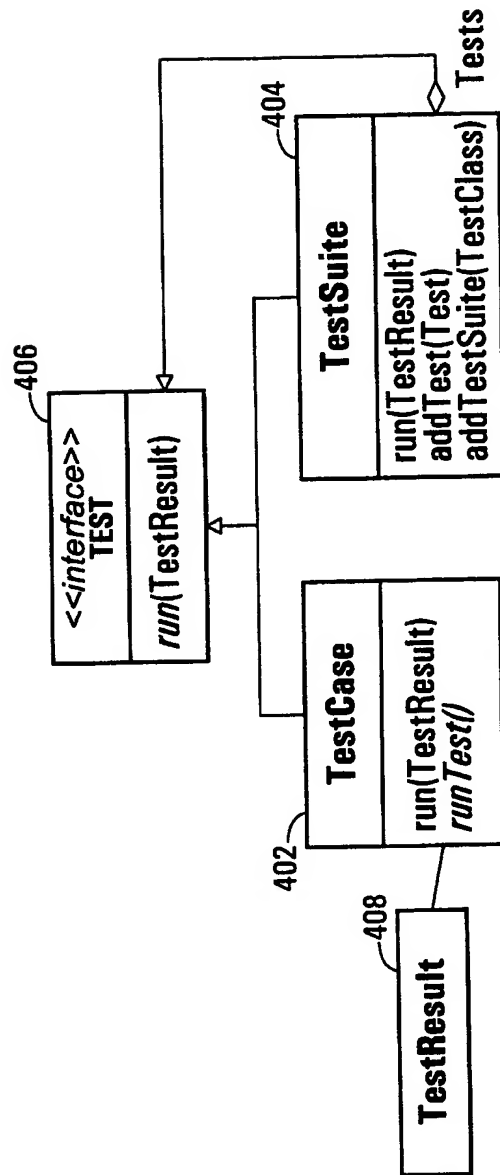 406
<<interface>>
TEST
run(TestResult)
402
TestCase
run(TestResult)
runTest()
404
TestSuite
run(TestResult)
addTest(Test)
addTestSuite(TestClass)
Tests
408
TestResult